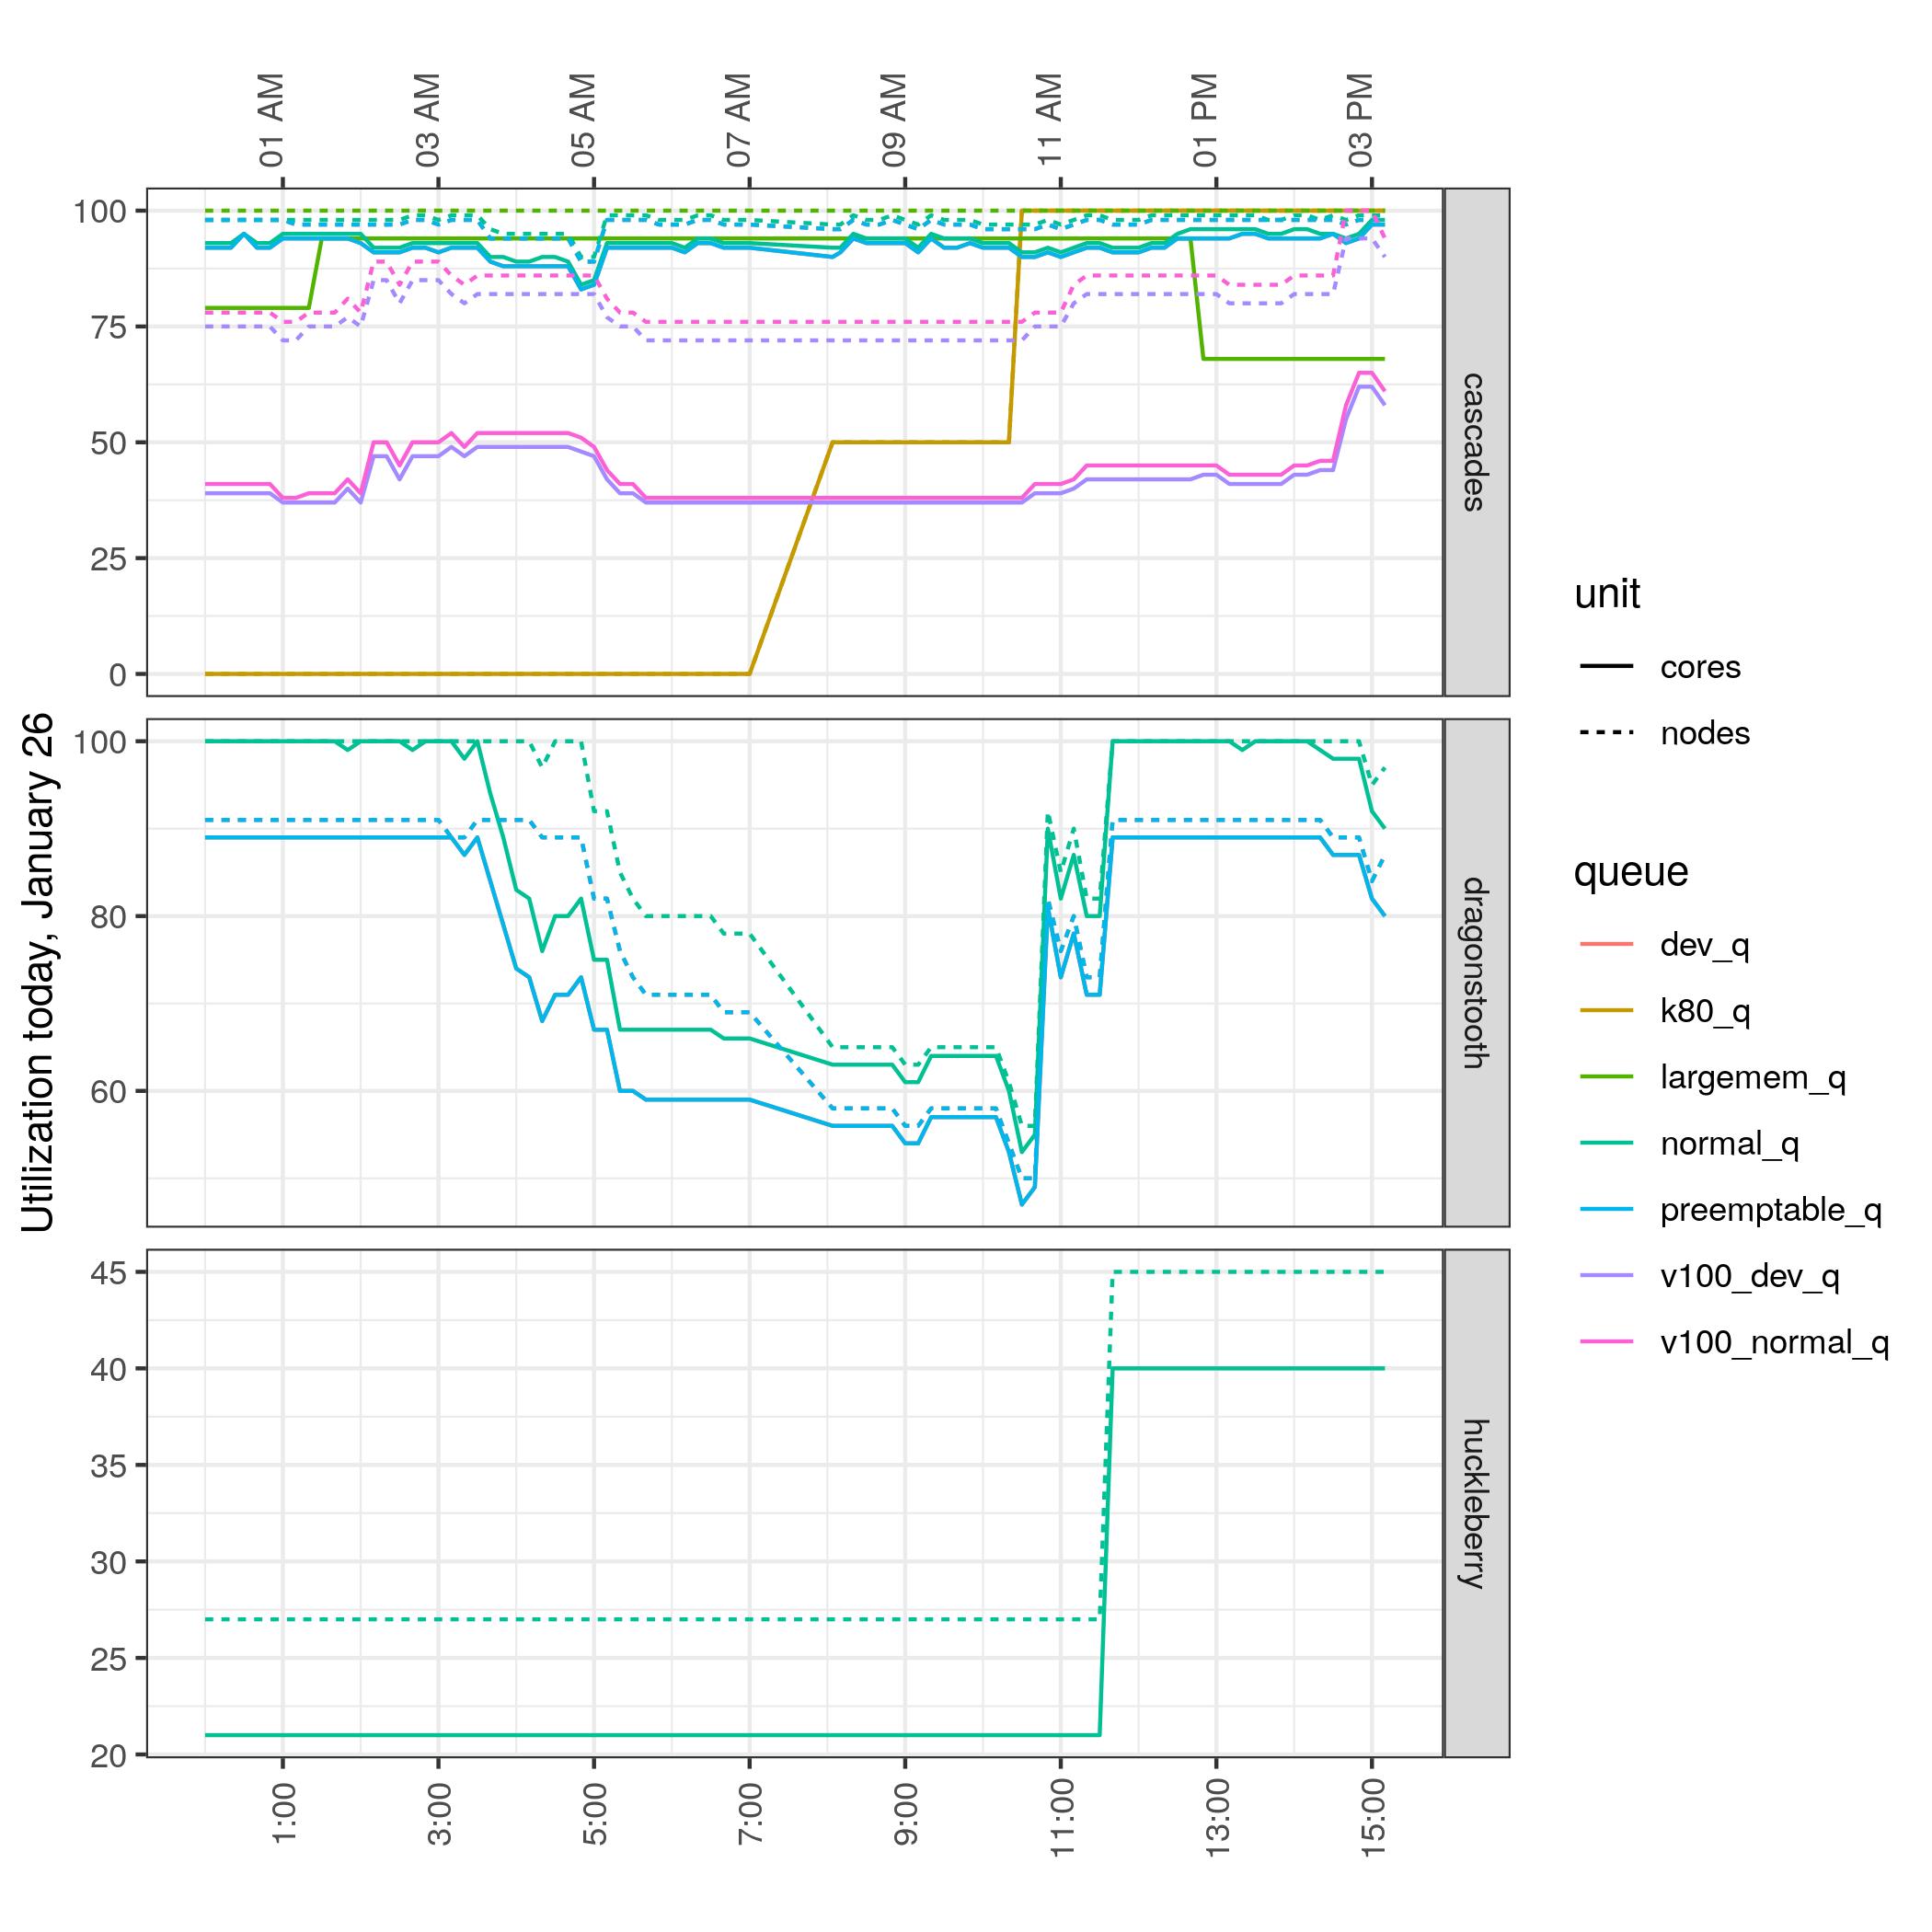 01 AM
03 AM
05 AM
07 AM
09 AM
11 AM
01 PM
03 PM
Utilization today, January 26
100
75
50
25
0
cascades
100
80
60
dragonstooth
45
40
35
30
25
20
huckleberry
1:00
3:00
5:00
7:00
9:00
11:00
13:00
15:00
unit
cores
nodes
queue
dev_q
k80_q
largemem_q
normal_q
preemptable_q
v100_dev_q
v100_normal_q